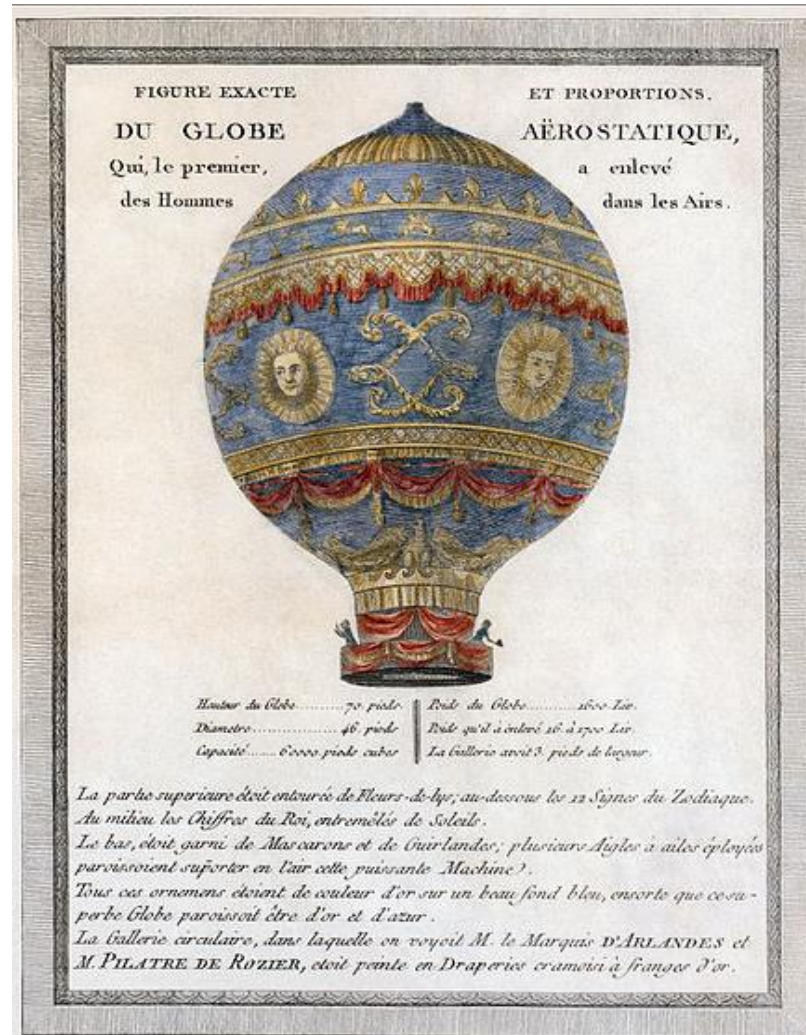 FIGURE EXACTE ET PROPORTIONS,
DU GLOBE AËROSTATIQUE,
Qui, le premier, a enlevé
des Hommes dans les Airs.
Hauteur du Globe..........70. pieds.
Diametre..................46. pieds
Capacité.......60000. pieds cubes
Poids du Globe...........1600. Liv.
Poids qu'il à enlevé 16. à 1700 Liv.
La Gallerie avoit 3. pieds de largeur.
La partie superieure étoit entourée de Fleurs-de-lys; au-dessous les 12 Signes du Zodiaque.
Au milieu les Chiffres du Roi, entremêlés de Soleils.
Le bas, étoit garni de Mascarons et de Guirlandes; plusieurs Aigles à ailes éployées
paroissoient suporter en l'air cette puissante Machine.
Tous ces ornemens étoient de couleur d'or sur un beau fond bleu, ensorte que ce su-
perbe Globe paroissoit être d'or et d'azur.
La Gallerie circulaire, dans laquelle on voyoit M. le Marquis D'ARLANDES et
M. PILATRE DE ROZIER, etoit peinte en Draperies cramoisi à franges d'or.